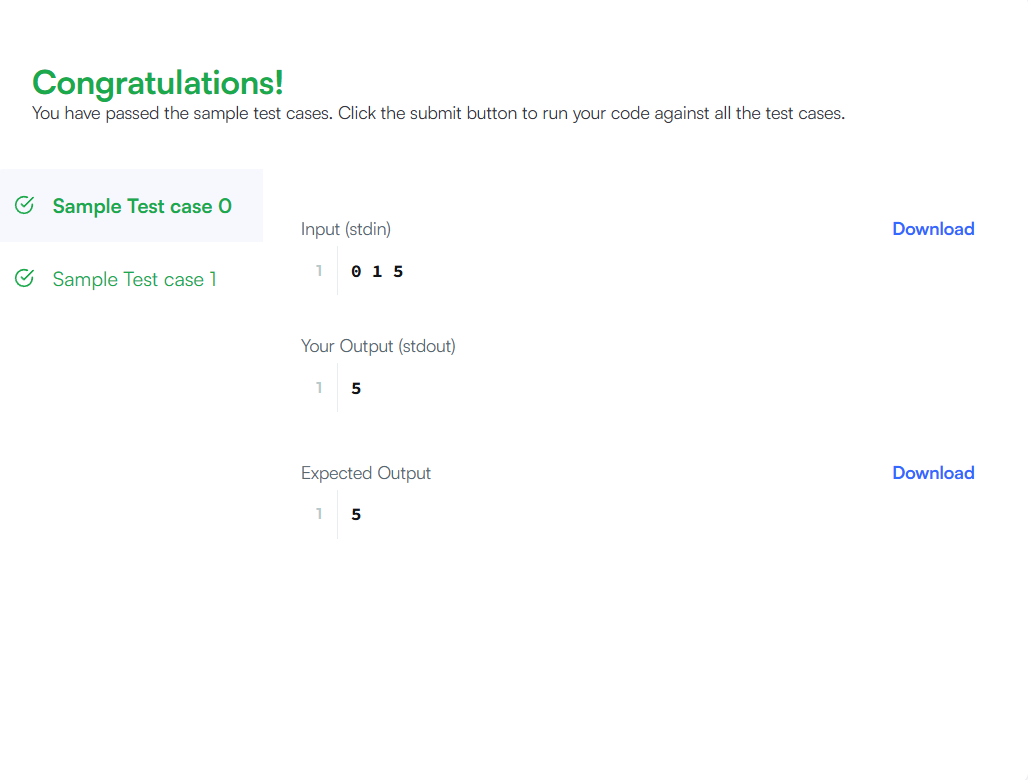 Congratulations!
You have passed the sample test cases. Click the submit button to run your code against all the test cases.
Sample Test case 0
Sample Test case 1
Input (stdin)
Download
1 0 1 5
Your Output (stdout)
1 5
Expected Output
Download
1 5